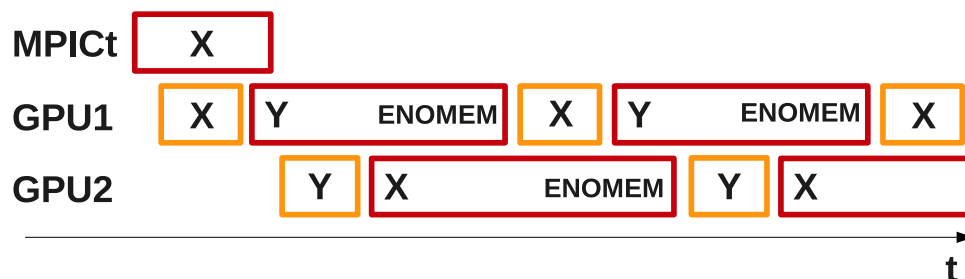 MPICt X
GPU1 X Y ENOMEM X Y ENOMEM X
GPU2 Y X ENOMEM Y X
t